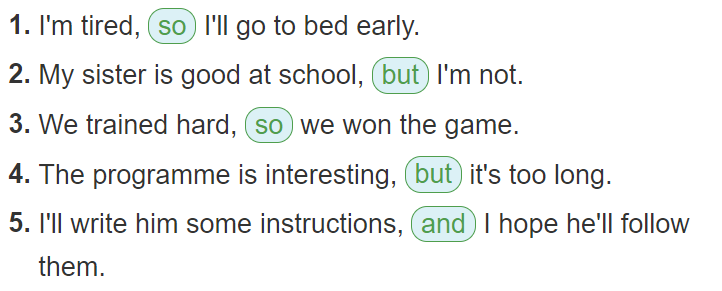 1. I'm tired, so I'll go to bed early.
2. My sister is good at school, but I'm not.
3. We trained hard, so we won the game.
4. The programme is interesting, but it's too long.
5. I'll write him some instructions, and I hope he'll follow
them.